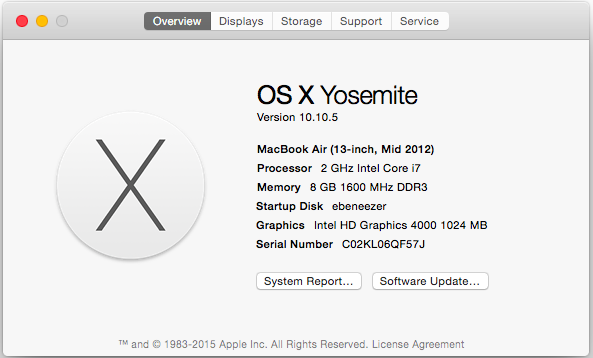 Overview Displays Storage Support Service
OS X Yosemite
Version 10.10.5
MacBook Air (13-inch, Mid 2012)
Processor 2 GHz Intel Core i7
Memory 8 GB 1600 MHz DDR3
Startup Disk ebeneezer
Graphics Intel HD Graphics 4000 1024 MB
Serial Number C02KL06QF57J
System Report... Software Update...
™ and © 1983-2015 Apple Inc. All Rights Reserved. License Agreement